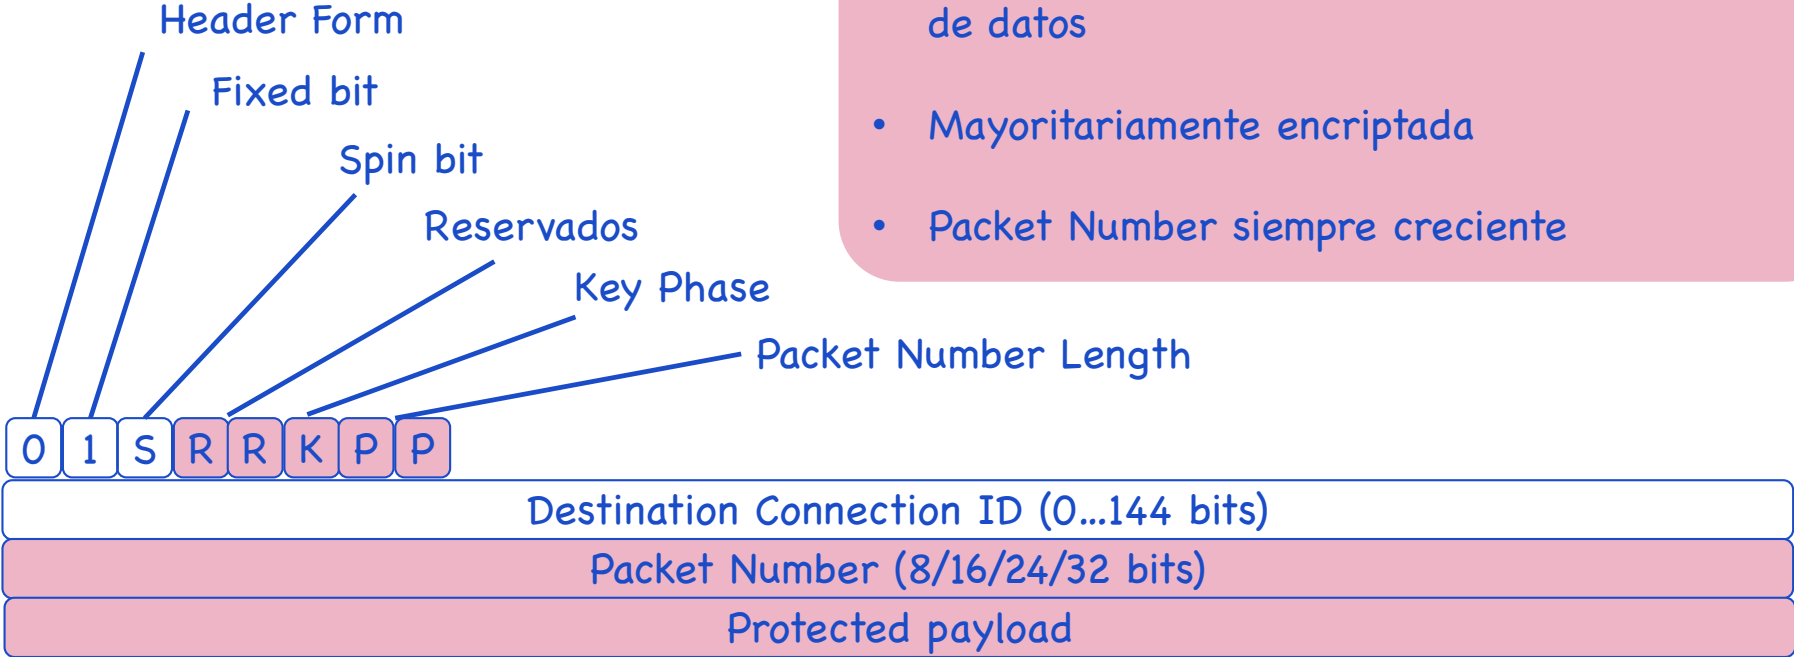 Header Form
Fixed bit
Spin bit
Reservados
Key Phase
Packet Number Length
de datos
• Mayoritariamente encriptada
• Packet Number siempre creciente
0 1 S R R K P P
Destination Connection ID (0...144 bits)
Packet Number (8/16/24/32 bits)
Protected payload